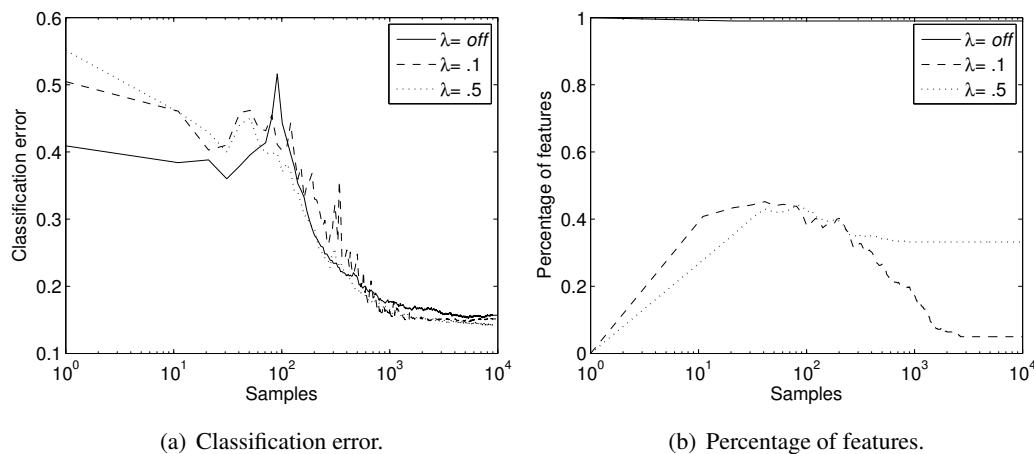 0.6
0.5
0.4
0.3
0.2
0.1
10^0
10^1
10^2
10^3
10^4
Classification error
Samples
λ= off
λ= .1
λ= .5
1
0.8
0.6
0.4
0.2
0
10^0
10^1
10^2
10^3
10^4
Percentage of features
Samples
λ= off
λ= .1
λ= .5
(a) Classification error.
(b) Percentage of features.